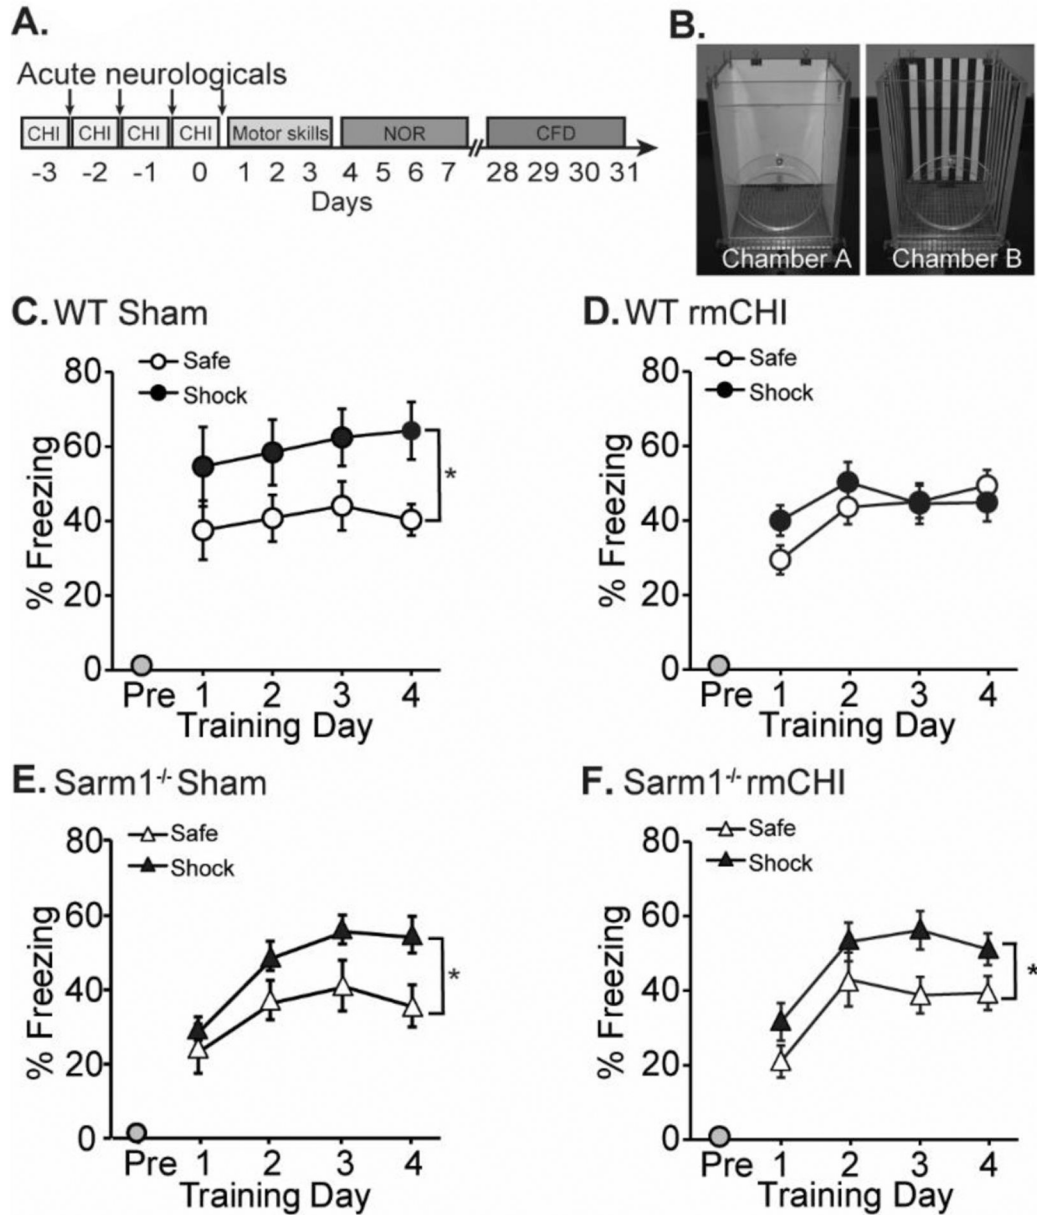 A.
Acute neurologicals
CHI CHI CHI CHI Motor skills NOR CFD
-3 -2 -1 0 1 2 3 4 5 6 7 28 29 30 31
Days
B.
Chamber A Chamber B
C. WT Sham
Safe
Shock
80
60
40
20
0
% Freezing
*
Pre 1 2 3 4
Training Day
D. WT rmCHI
Safe
Shock
80
60
40
20
0
% Freezing
Pre 1 2 3 4
Training Day
E. Sarm1-/- Sham
Safe
Shock
80
60
40
20
0
% Freezing
*
Pre 1 2 3 4
Training Day
F. Sarm1-/- rmCHI
Safe
Shock
80
60
40
20
0
% Freezing
*
Pre 1 2 3 4
Training Day